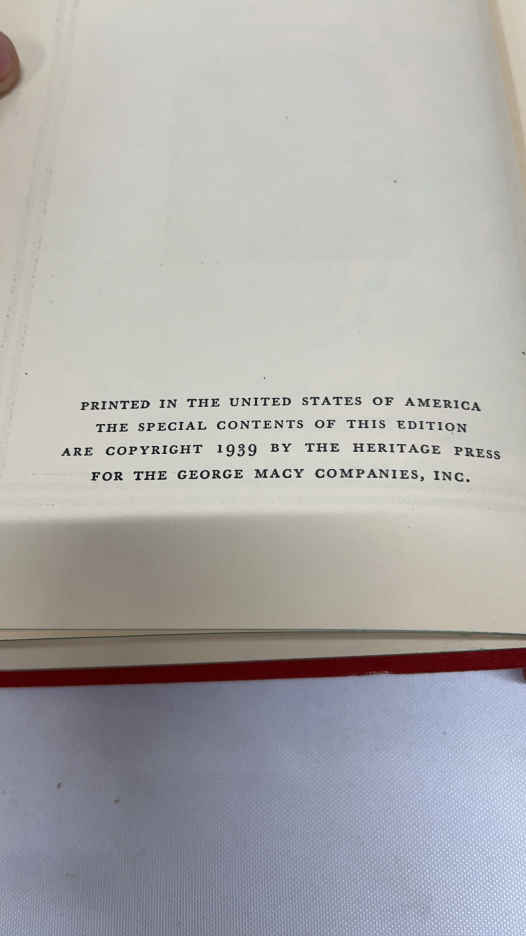 PRINTED IN THE UNITED STATES OF AMERICA
THE SPECIAL CONTENTS OF THIS EDITION
ARE COPYRIGHT 1939 BY THE HERITAGE PRESS
FOR THE GEORGE MACY COMPANIES, INC.